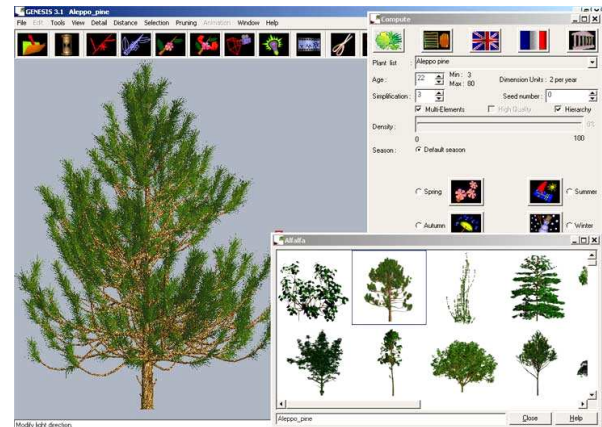 GENESIS 3.1 Aleppo_pine
File Edit Tools View Detail Distance Selection Pruning Animation Window Help
Compute
Plant list : Aleppo pine
Age : 22 Min : 3
Max : 80
Dimension Units : 2 per year
Simplification : 3 Seed number : 0
Multi-Elements High Quality Hierarchy
Density : 0%
0 100
Season : Default season
Spring Summer
Autumn Winter
Alfalfa
Aleppo_pine Close Help
Modify light direction